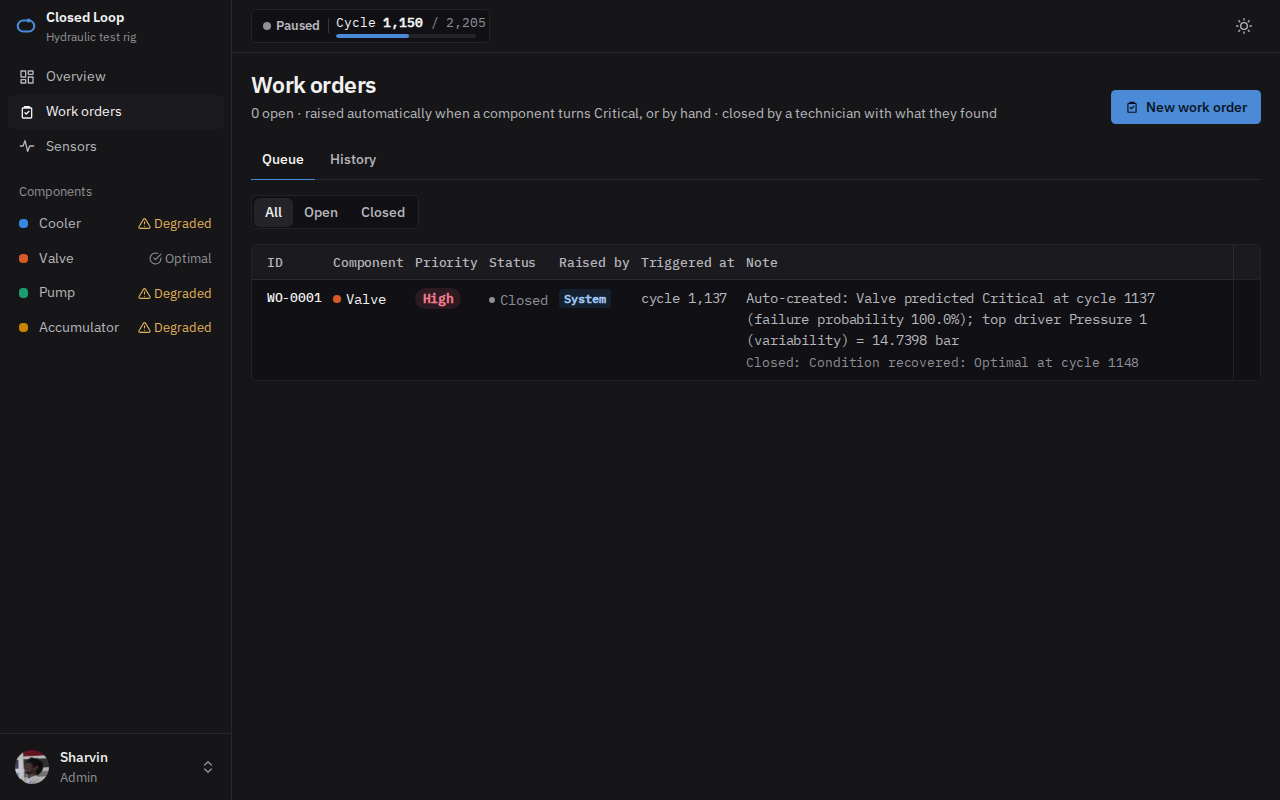 Closed Loop
Hydraulic test rig
Overview
Work orders
Sensors
Components
Cooler Degraded
Valve Optimal
Pump Degraded
Accumulator Degraded
Sharvin
Admin
Paused Cycle 1,150 / 2,205
Work orders
0 open · raised automatically when a component turns Critical, or by hand · closed by a technician with what they found
New work order
Queue History
All Open Closed
ID Component Priority Status Raised by Triggered at Note
WO-0001 Valve High Closed System cycle 1,137 Auto-created: Valve predicted Critical at cycle 1137
(failure probability 100.0%); top driver Pressure 1
(variability) = 14.7398 bar
Closed: Condition recovered: Optimal at cycle 1148